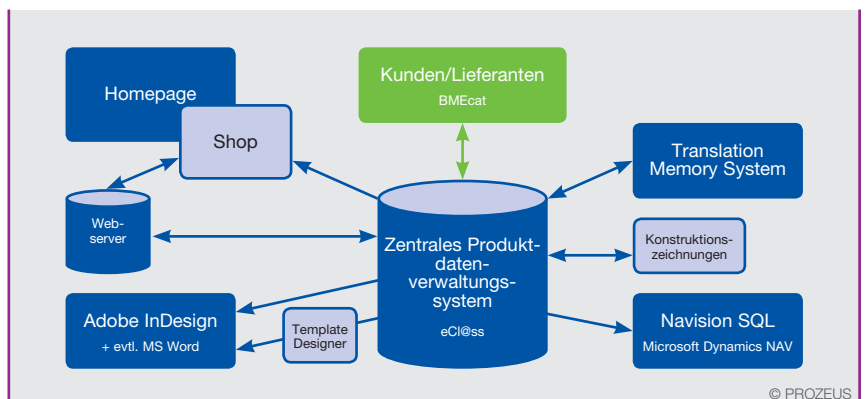 Homepage
Shop
Kunden/Lieferanten
BMEcat
Translation
Memory System
Web-
server
Zentrales Produkt-
daten-
verwaltungs-
system
eCl@ss
Konstruktions-
zeichnungen
Adobe InDesign
+ evtl. MS Word
Template
Designer
Navision SQL
Microsoft Dynamics NAV
© PROZEUS